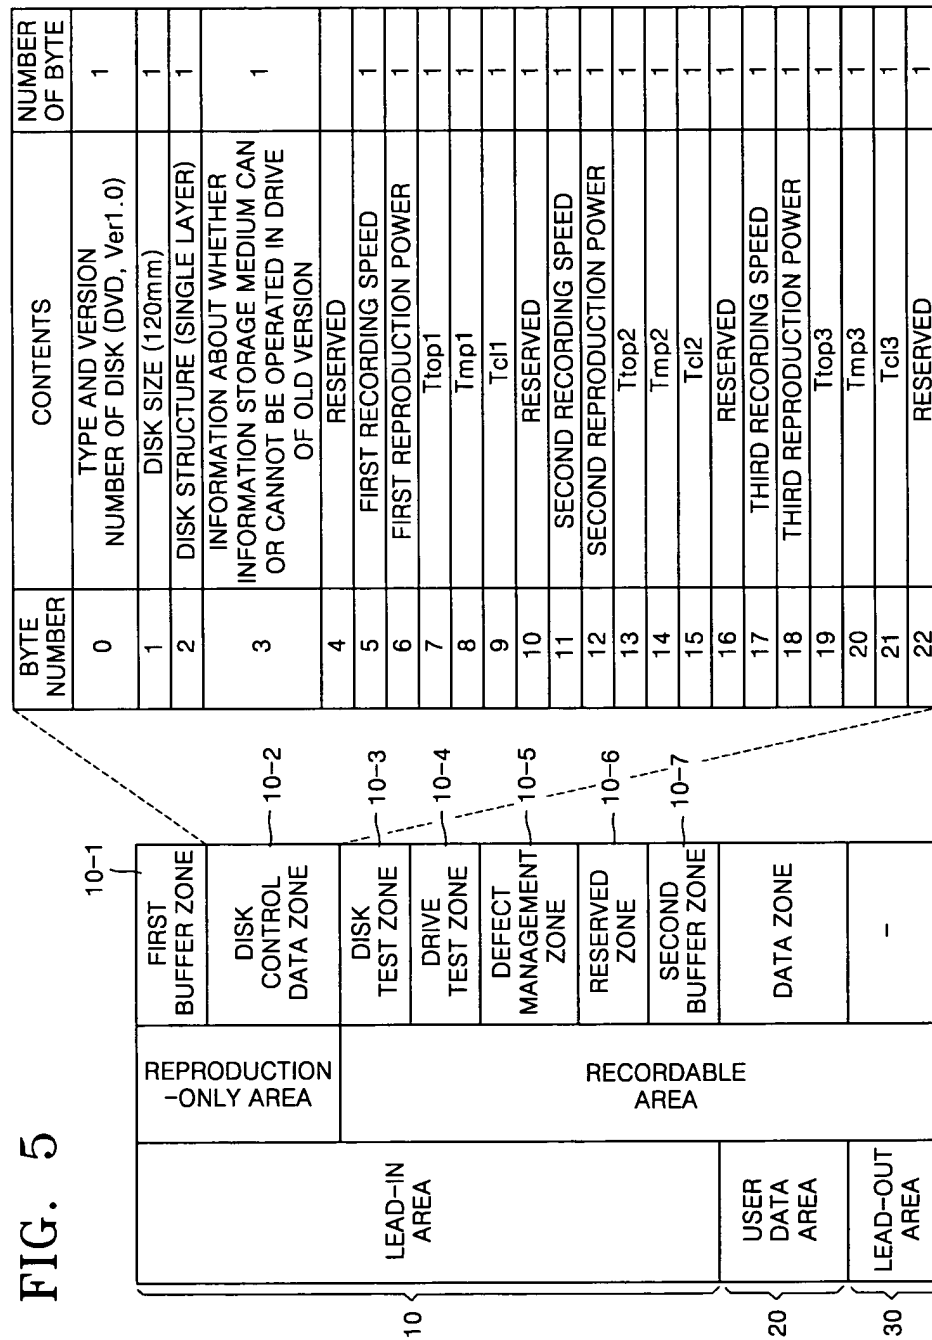 FIG. 5
10
20
30
LEAD-IN
AREA
USER
DATA
AREA
LEAD-OUT
AREA
REPRODUCTION
-ONLY AREA
RECORDABLE
AREA
FIRST
BUFFER ZONE
DISK
CONTROL
DATA ZONE
DISK
TEST ZONE
DRIVE
TEST ZONE
DEFECT
MANAGEMENT
ZONE
RESERVED
ZONE
SECOND
BUFFER ZONE
DATA ZONE
-
10-1
10-2
10-3
10-4
10-5
10-6
10-7
BYTE
NUMBER
CONTENTS
NUMBER
OF BYTE
0
TYPE AND VERSION
NUMBER OF DISK (DVD, Ver1.0)
1
1
DISK SIZE (120mm)
1
2
DISK STRUCTURE (SINGLE LAYER)
1
3
INFORMATION ABOUT WHETHER
INFORMATION STORAGE MEDIUM CAN
OR CANNOT BE OPERATED IN DRIVE
OF OLD VERSION
1
4
RESERVED
5
FIRST RECORDING SPEED
1
6
FIRST REPRODUCTION POWER
1
7
Ttop1
1
8
Tmp1
1
9
Tcl1
1
10
RESERVED
1
11
SECOND RECORDING SPEED
1
12
SECOND REPRODUCTION POWER
1
13
Ttop2
1
14
Tmp2
1
15
Tcl2
1
16
RESERVED
1
17
THIRD RECORDING SPEED
1
18
THIRD REPRODUCTION POWER
1
19
Ttop3
1
20
Tmp3
1
21
Tcl3
1
22
RESERVED
1